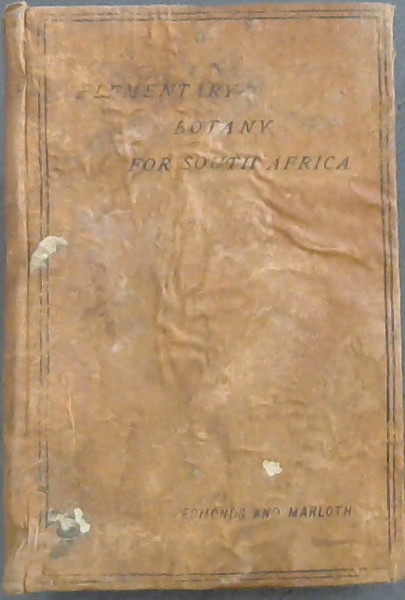 ELEMENTARY
BOTANY
FOR SOUTH AFRICA
EDMONDS AND MARLOTH